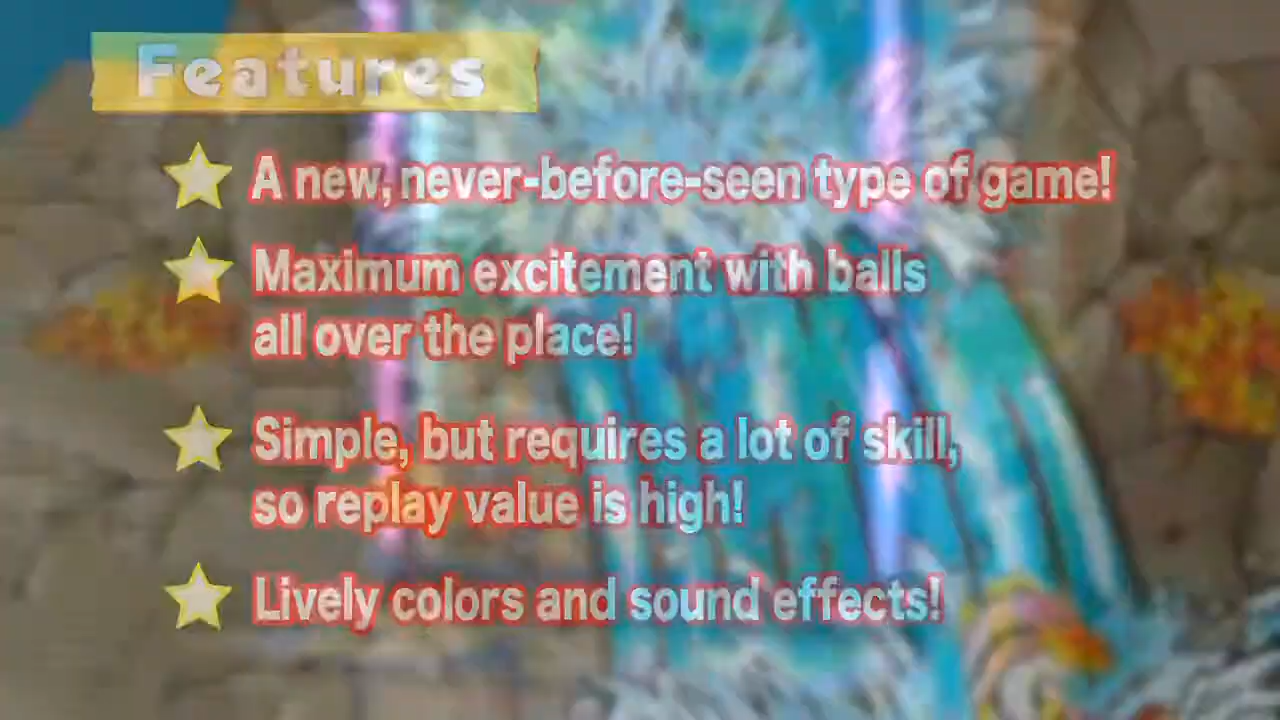 Features
A new, never-before-seen type of game!
Maximum excitement with balls
all over the place!
Simple, but requires a lot of skill,
so replay value is high!
Lively colors and sound effects!